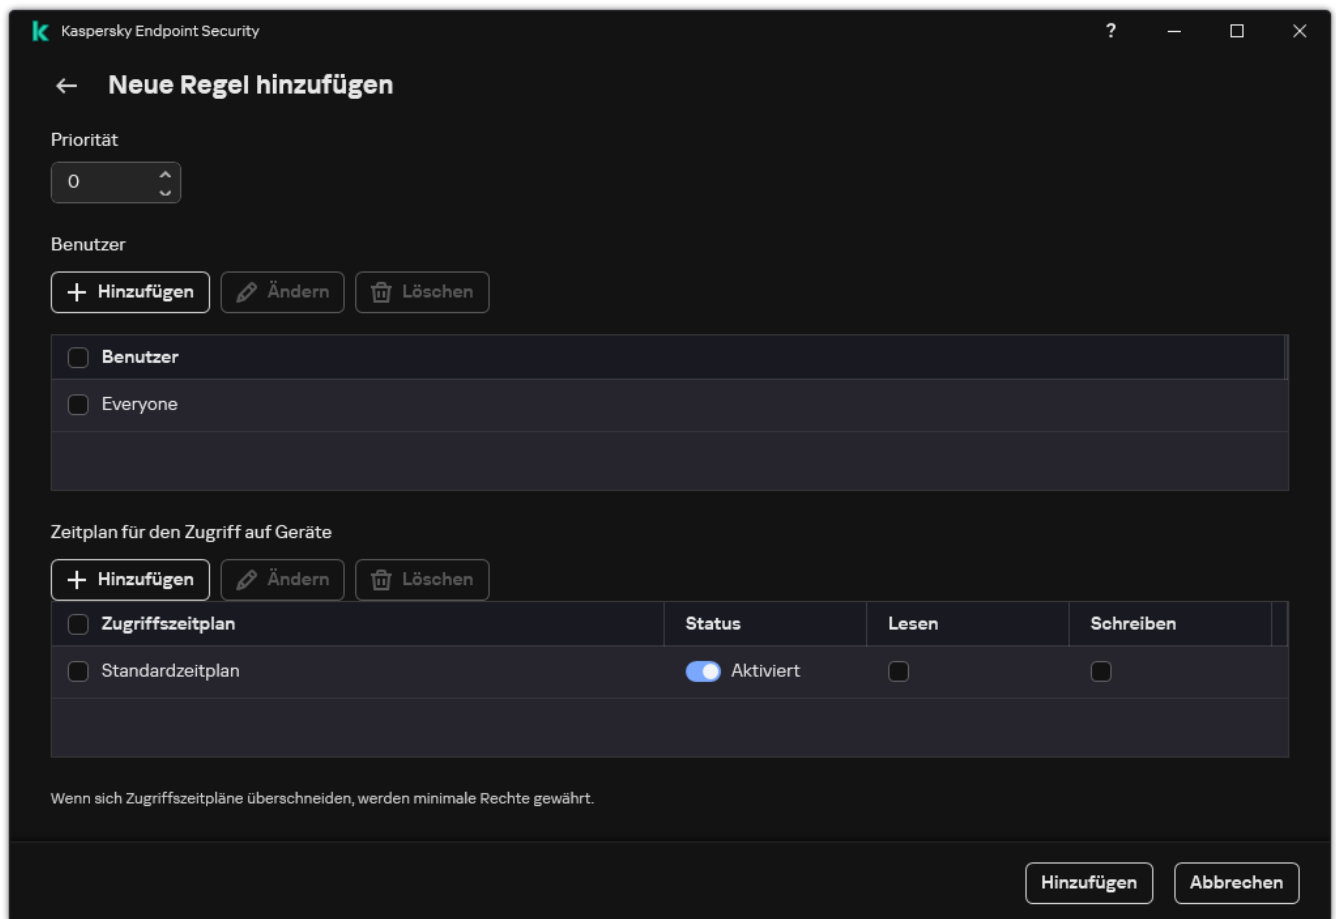 Kaspersky Endpoint Security ?
Neue Regel hinzufügen
Priorität
0
Benutzer
Hinzufügen Ändern Löschen
Benutzer
Everyone
Zeitplan für den Zugriff auf Geräte
Hinzufügen Ändern Löschen
Zugriffszeitplan Status Lesen Schreiben
Standardzeitplan Aktiviert
Wenn sich Zugriffszeitpläne überschneiden, werden minimale Rechte gewährt.
Hinzufügen Abbrechen